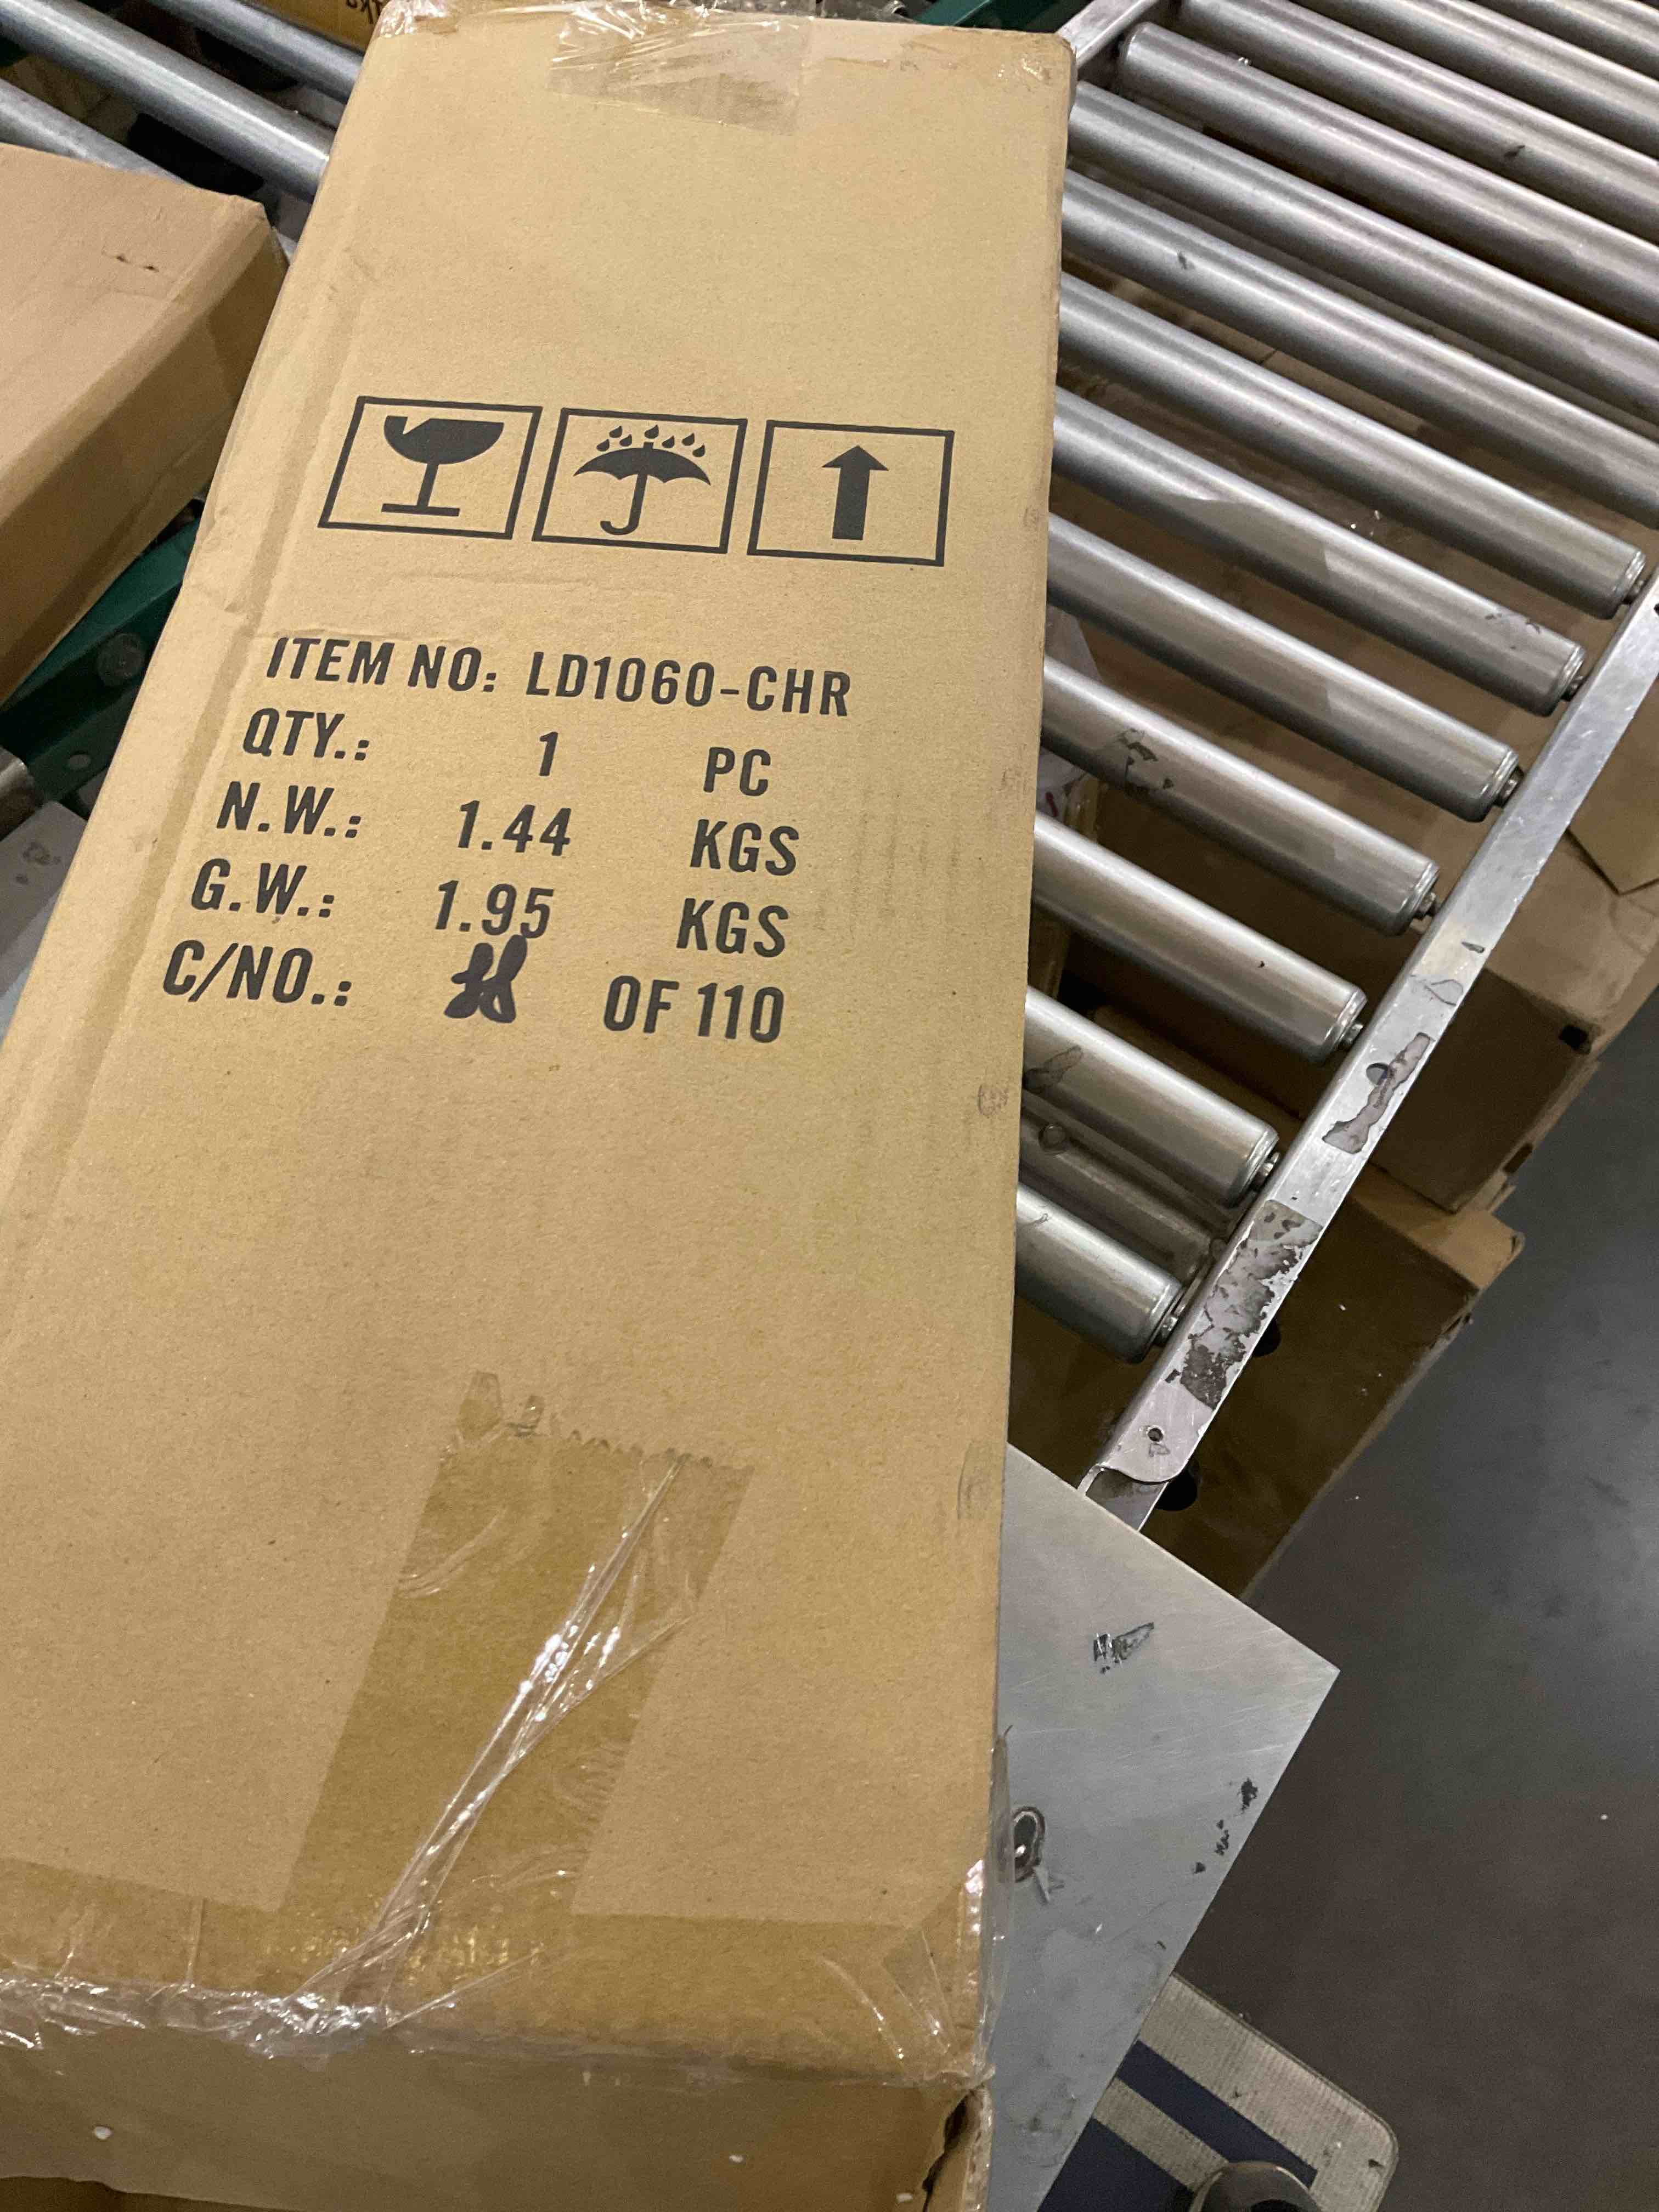 ITEM NO: LD1060-CHR
QTY.: 1 PC
N.W.: 1.44 KGS
G.W.: 1.95 KGS
C/NO.: OF 110